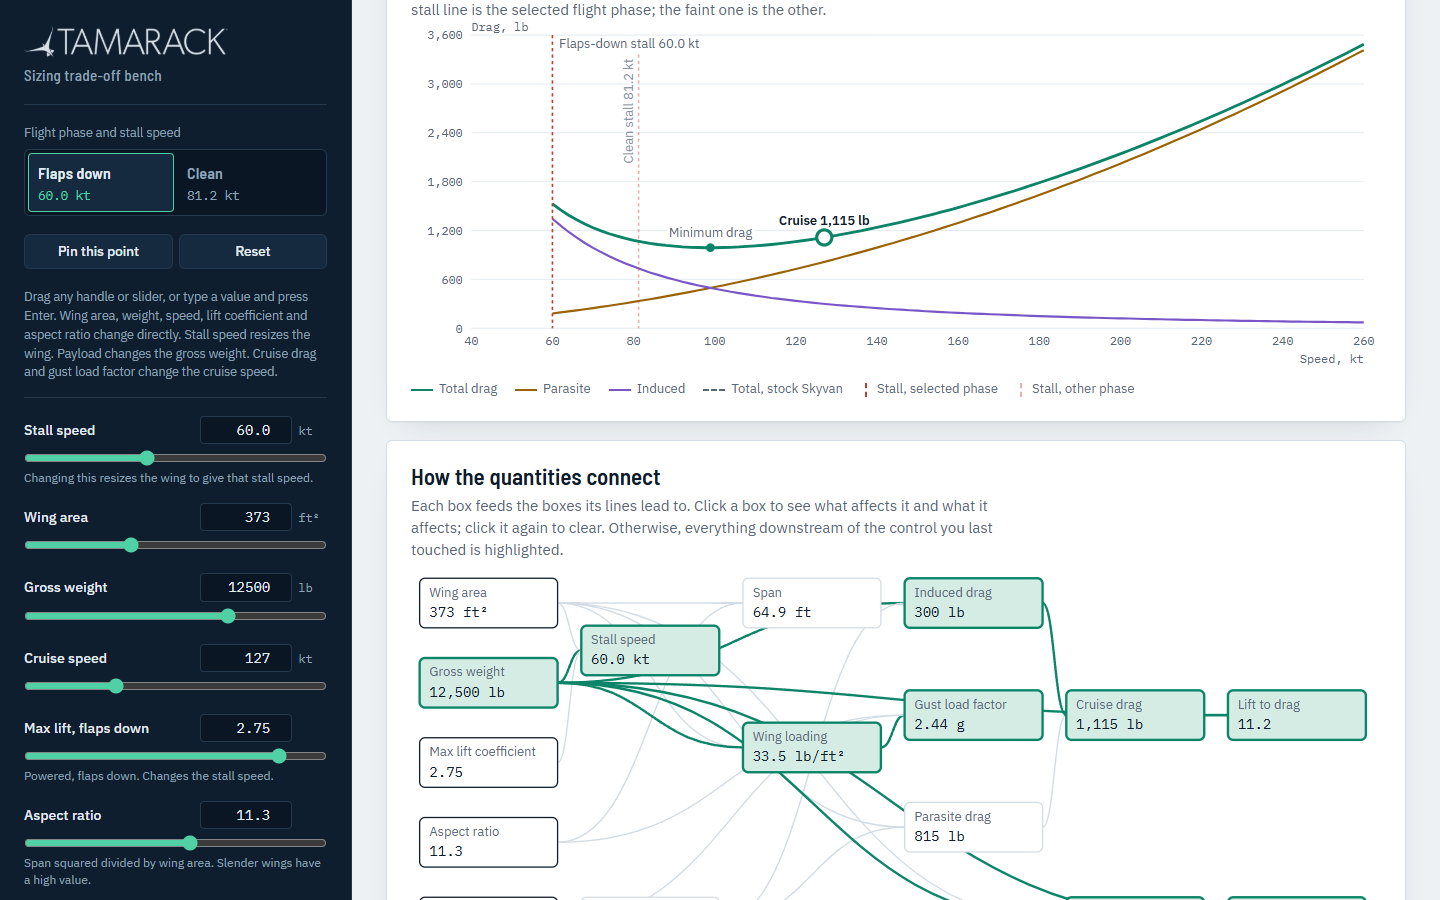 TAMARACK
Sizing trade-off bench
Flight phase and stall speed
Flaps down
60.0 kt
Clean
81.2 kt
Pin this point
Reset
Drag any handle or slider, or type a value and press
Enter. Wing area, weight, speed, lift coefficient and
aspect ratio change directly. Stall speed resizes the
wing. Payload changes the gross weight. Cruise drag
and gust load factor change the cruise speed.
Stall speed
60.0 kt
Changing this resizes the wing to give that stall speed.
Wing area
373 ft²
Gross weight
12500 lb
Cruise speed
127 kt
Max lift, flaps down
2.75
Powered, flaps down. Changes the stall speed.
Aspect ratio
11.3
Span squared divided by wing area. Slender wings have
a high value.
stall line is the selected flight phase; the faint one is the other.
Drag, lb
3,600
3,000
2,400
1,800
1,200
600
0
Flaps-down stall 60.0 kt
Clean stall 81.2 kt
Minimum drag
Cruise 1,115 lb
40 60 80 100 120 140 160 180 200 220 240 260
Speed, kt
Total drag
Parasite
Induced
Total, stock Skyvan
Stall, selected phase
Stall, other phase
How the quantities connect
Each box feeds the boxes its lines lead to. Click a box to see what affects it and what it
affects; click it again to clear. Otherwise, everything downstream of the control you last
touched is highlighted.
Wing area
373 ft²
Span
64.9 ft
Induced drag
300 lb
Stall speed
60.0 kt
Gross weight
12,500 lb
Gust load factor
2.44 g
Cruise drag
1,115 lb
Lift to drag
11.2
Wing loading
33.5 lb/ft²
Max lift coefficient
2.75
Parasite drag
815 lb
Aspect ratio
11.3